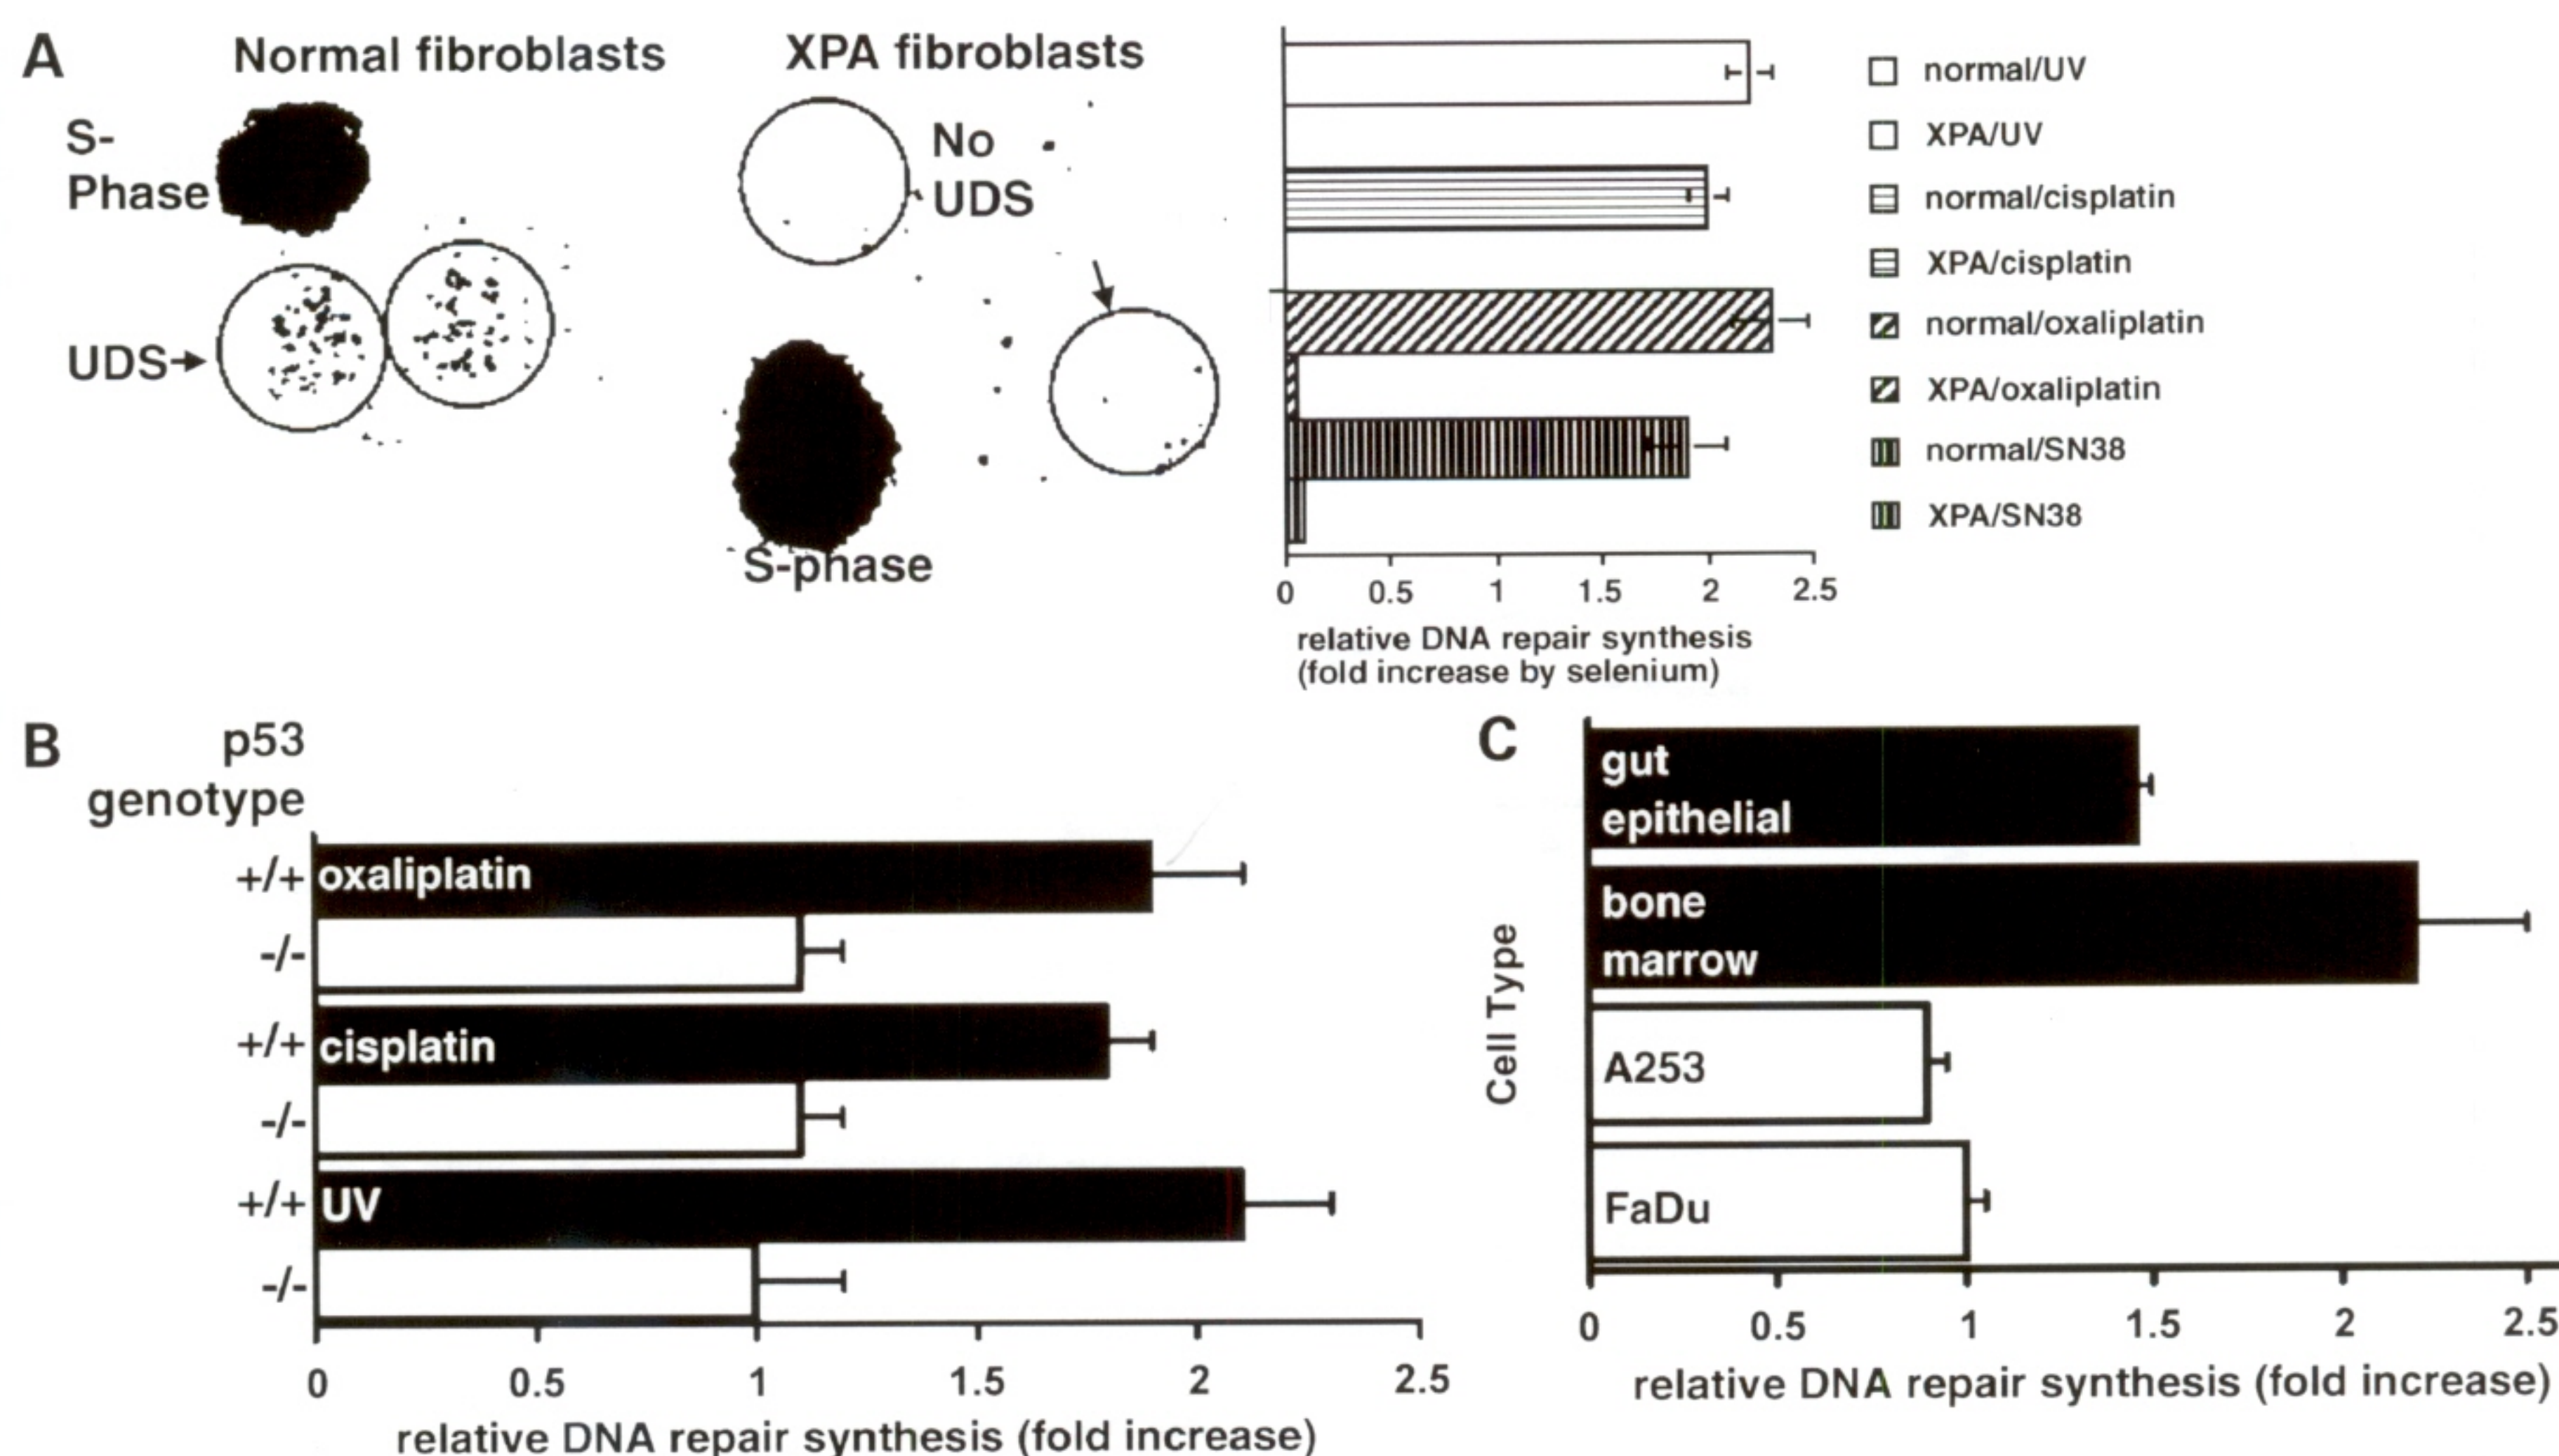 A
Normal fibroblasts
XPA fibroblasts
S-
Phase
UDS
No
UDS
S-phase
normal/UV
XPA/UV
normal/cisplatin
XPA/cisplatin
normal/oxaliplatin
XPA/oxaliplatin
normal/SN38
XPA/SN38
0 0.5 1 1.5 2 2.5
relative DNA repair synthesis
(fold increase by selenium)
B
p53
genotype
+/+ oxaliplatin
-/-
+/+ cisplatin
-/-
+/+ UV
-/-
0 0.5 1 1.5 2 2.5
relative DNA repair synthesis (fold increase)
C
Cell Type
gut
epithelial
bone
marrow
A253
FaDu
0 0.5 1 1.5 2 2.5
relative DNA repair synthesis (fold increase)